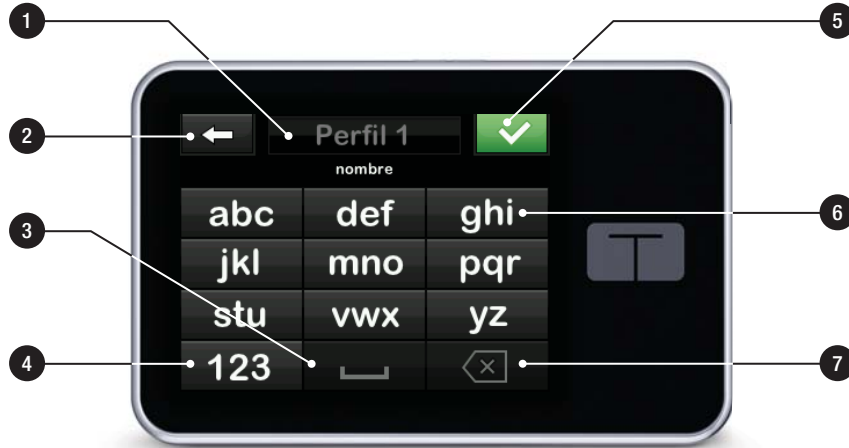 1
5
Perfil 1
2
nombre
abc def ghi
6
3
jkl mno pqr
stu vwx yz
4
123
7